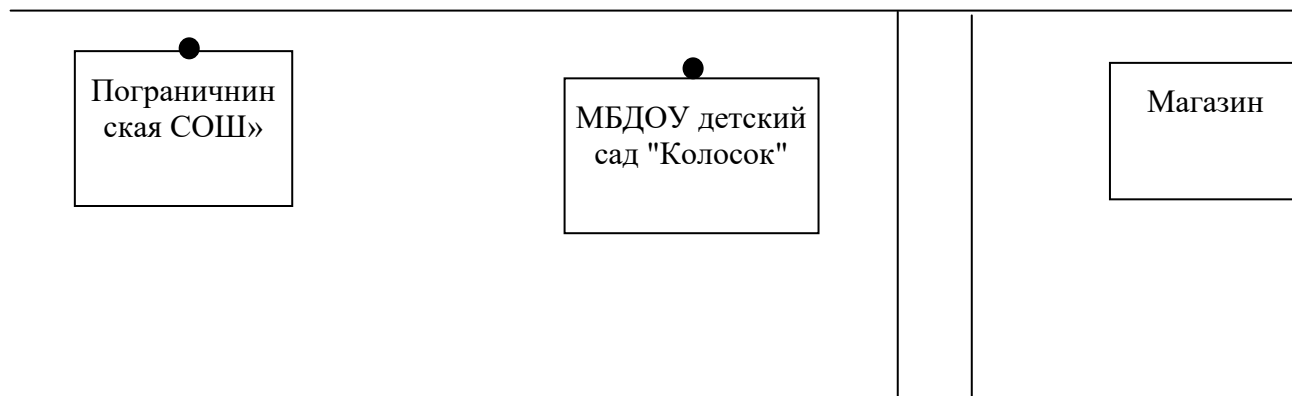 Пограничнин
ская СОШ»
МБДОУ детский
сад "Колосок"
Магазин